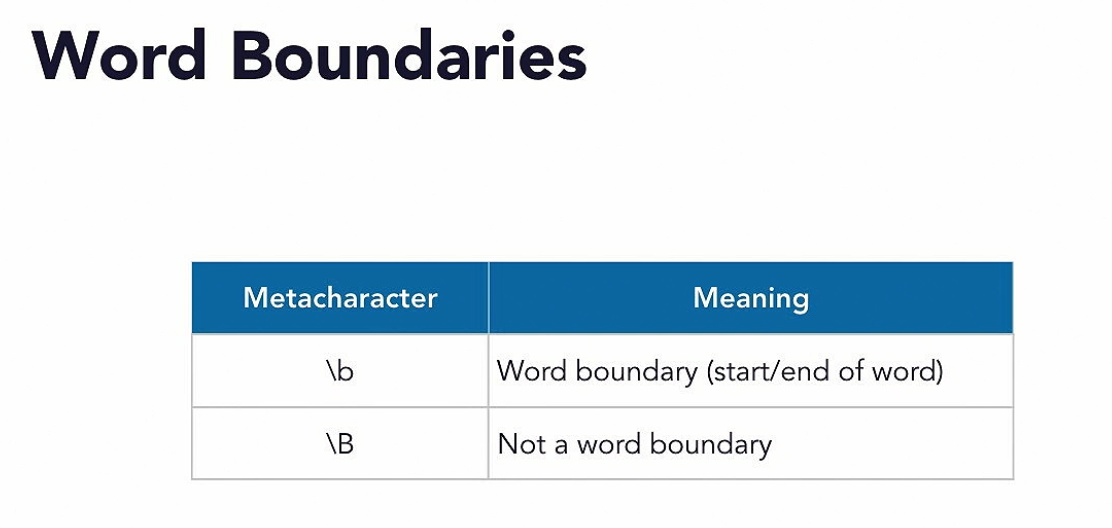 Word Boundaries
Metacharacter Meaning
\b Word boundary (start/end of word)
\B Not a word boundary